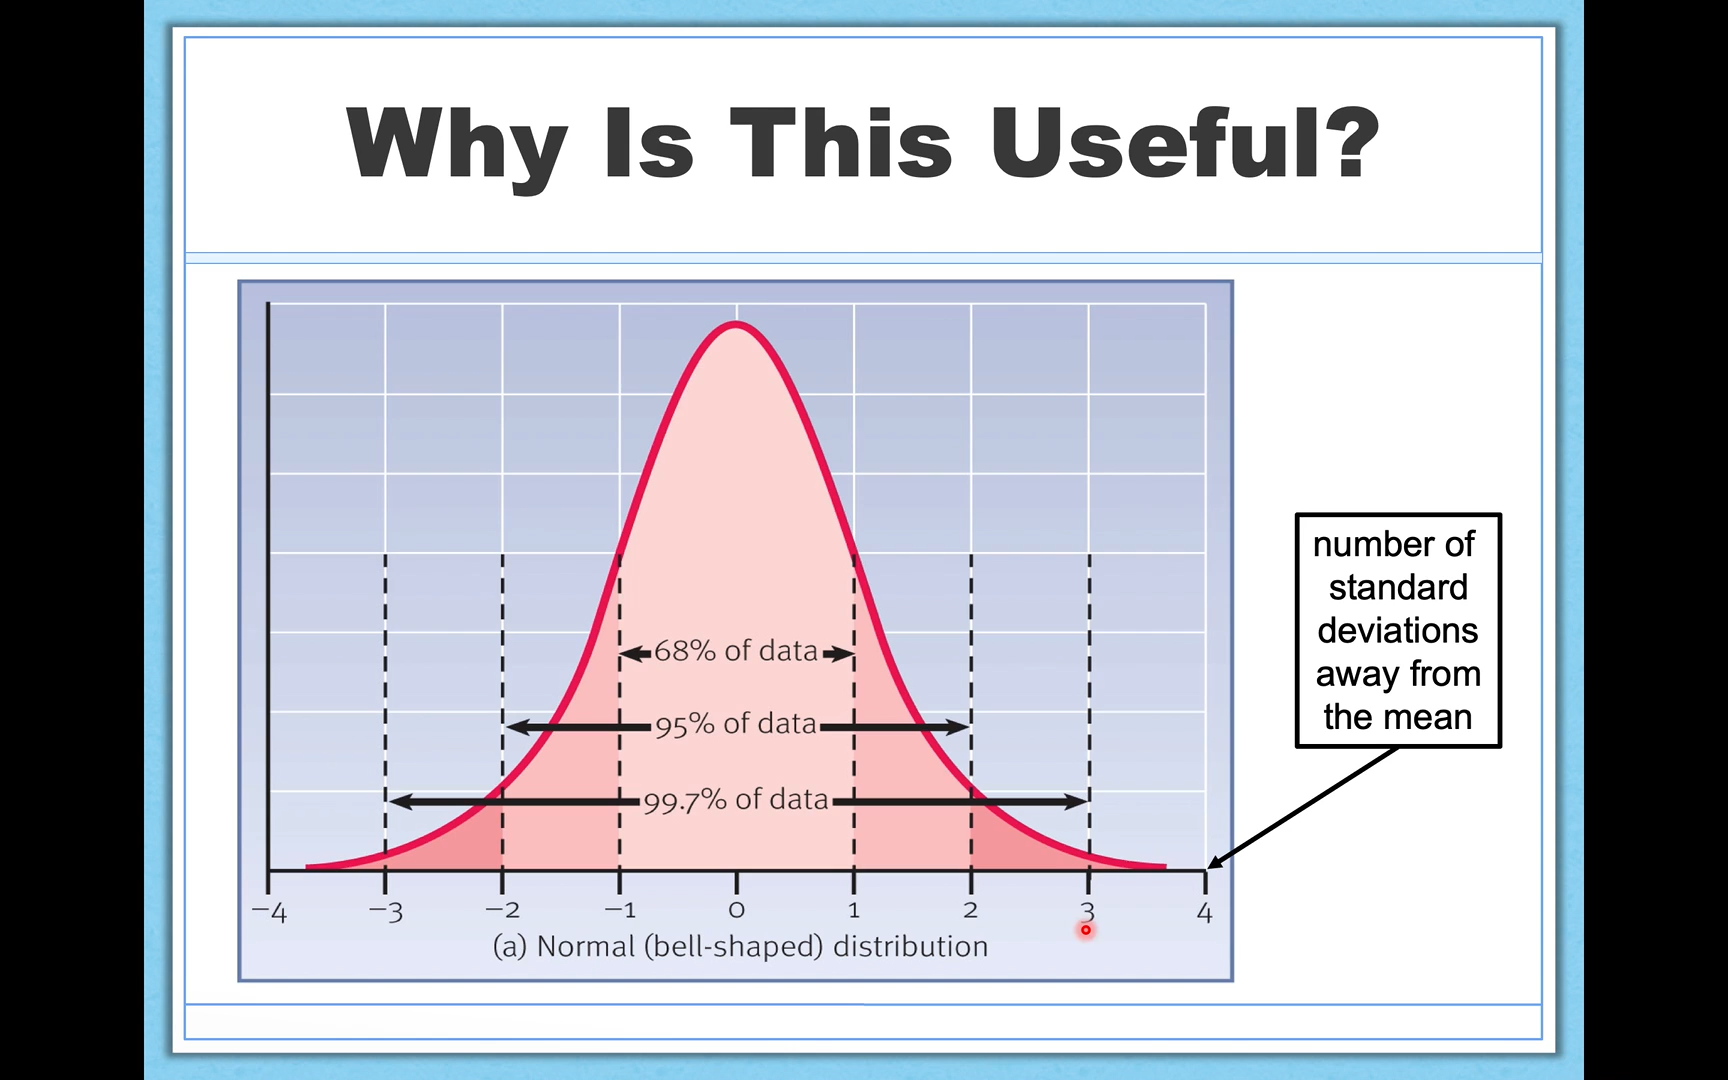 Why Is This Useful?
68% of data
95% of data
99.7% of data
number of
standard
deviations
away from
the mean
−4 −3 −2 −1 0 1 2 3 4
(a) Normal (bell-shaped) distribution